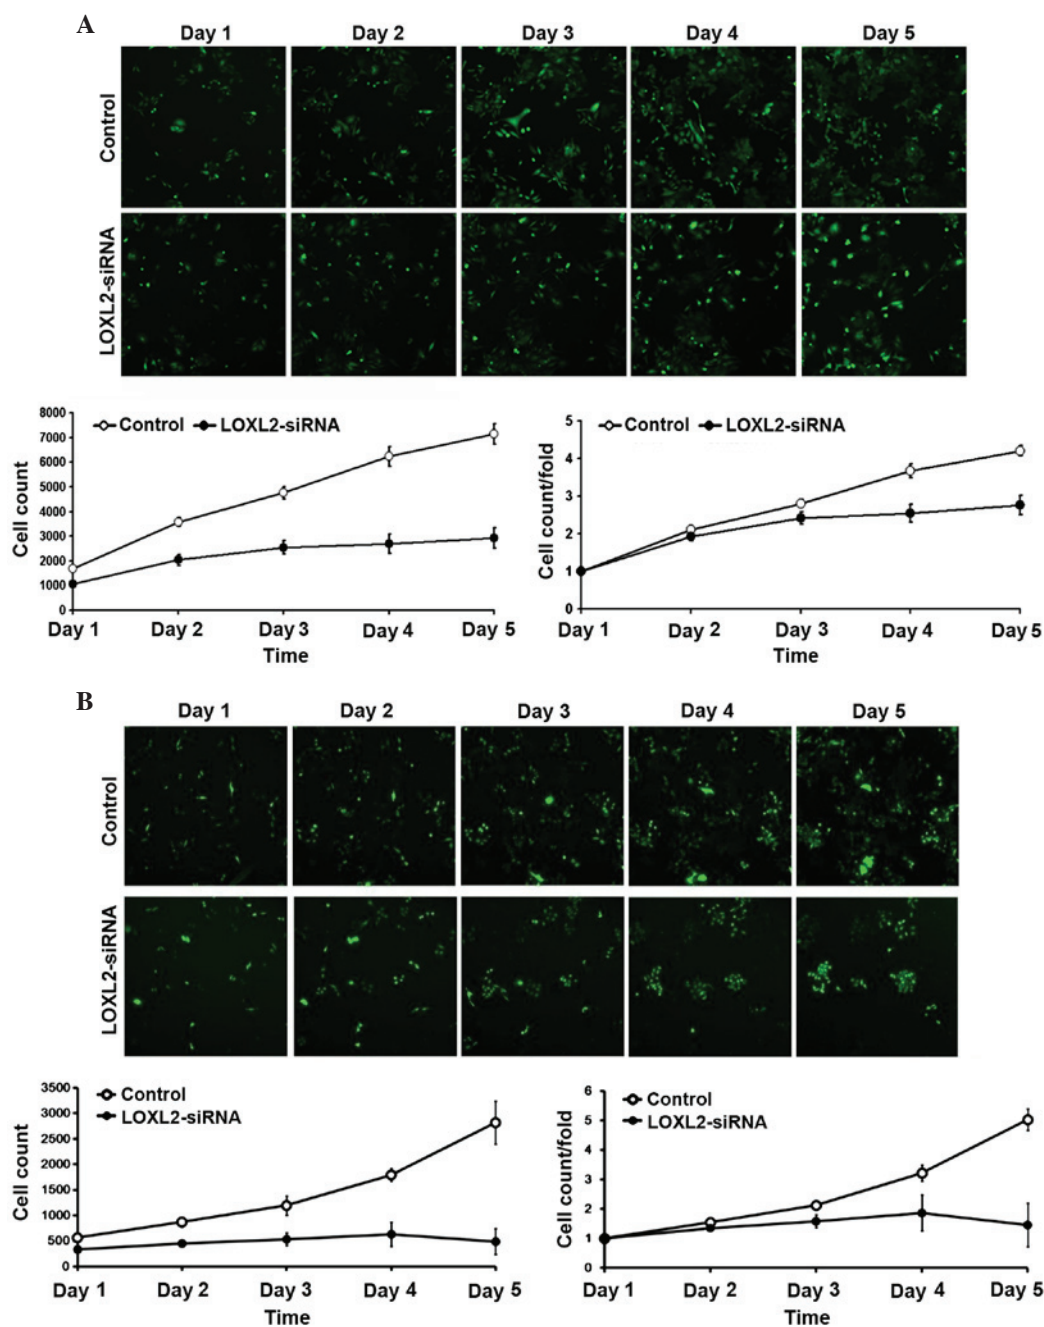 A
Day 1 Day 2 Day 3 Day 4 Day 5
Control
LOXL2-siRNA
Control LOXL2-siRNA
Cell count
8000
7000
6000
5000
4000
3000
2000
1000
0
Day 1 Day 2 Day 3 Day 4 Day 5
Time
Control LOXL2-siRNA
Cell count/fold
5
4
3
2
1
0
Day 1 Day 2 Day 3 Day 4 Day 5
Time
B
Day 1 Day 2 Day 3 Day 4 Day 5
Control
LOXL2-siRNA
Control
LOXL2-siRNA
Cell count
3500
3000
2500
2000
1500
1000
500
0
Day 1 Day 2 Day 3 Day 4 Day 5
Time
Control
LOXL2-siRNA
Cell count/fold
6
5
4
3
2
1
0
Day 1 Day 2 Day 3 Day 4 Day 5
Time